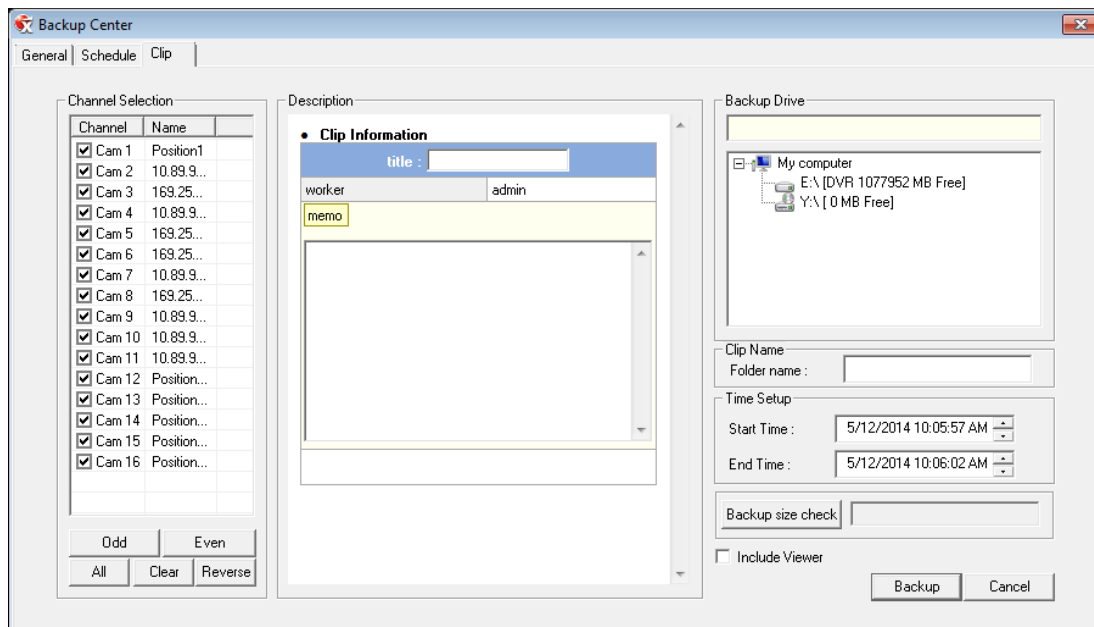 Backup Center
General Schedule Clip
Channel Selection
Channel Name
Cam 1 Position1
Cam 2 10.89.9...
Cam 3 169.25...
Cam 4 10.89.9...
Cam 5 169.25...
Cam 6 169.25...
Cam 7 10.89.9...
Cam 8 169.25...
Cam 9 10.89.9...
Cam 10 10.89.9...
Cam 11 10.89.9...
Cam 12 Position...
Cam 13 Position...
Cam 14 Position...
Cam 15 Position...
Cam 16 Position...
Odd Even
All Clear Reverse
Description
• Clip Information
title :
worker admin
memo
Backup Drive
My computer
E:\ [DVR 1077952 MB Free]
Y:\ [ 0 MB Free]
Clip Name
Folder name :
Time Setup
Start Time : 5/12/2014 10:05:57 AM
End Time : 5/12/2014 10:06:02 AM
Backup size check
Include Viewer
Backup Cancel